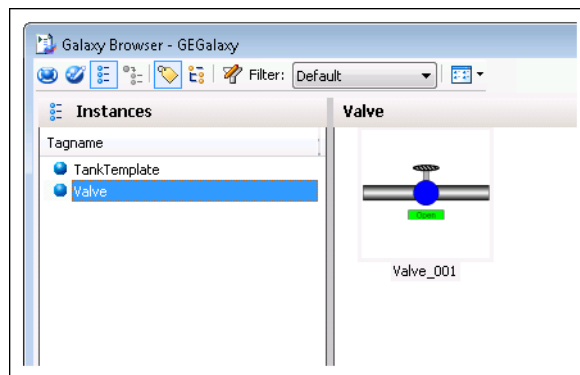 Galaxy Browser - GEGalaxy
Filter: Default
Instances
Valve
Tagname
TankTemplate
Valve
Open
Valve_001